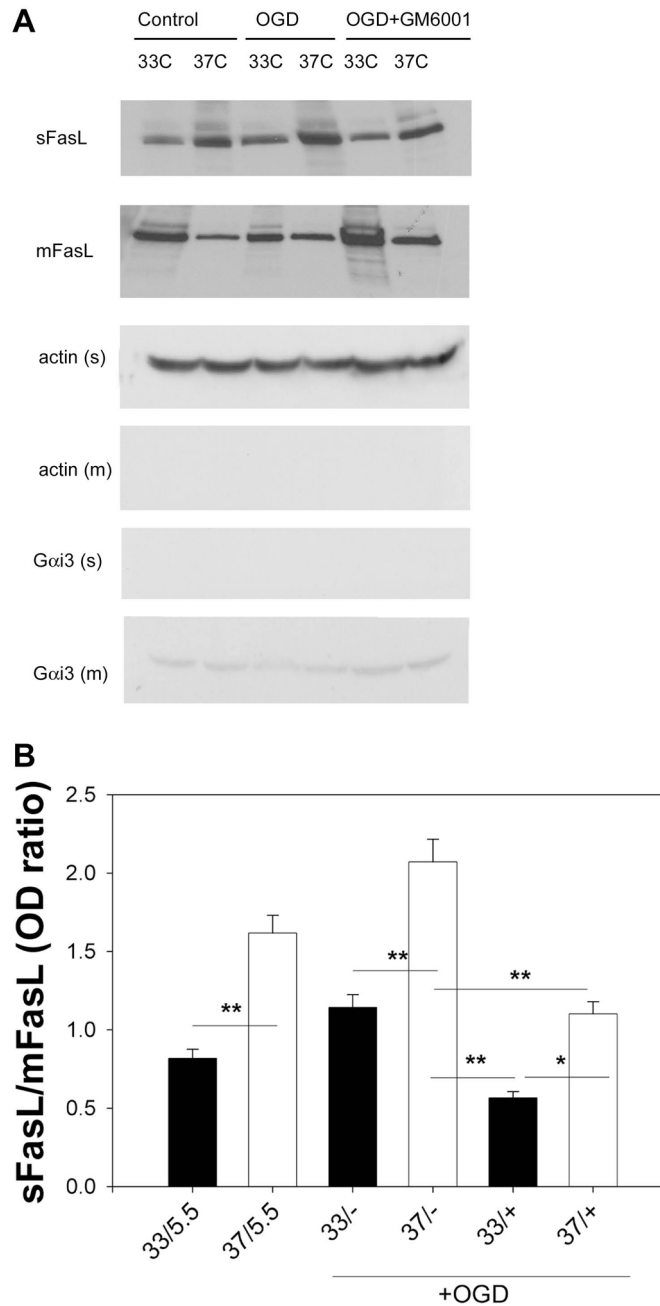 A
Control OGD OGD+GM6001
33C 37C 33C 37C 33C 37C
sFasL
mFasL
actin (s)
actin (m)
Gαi3 (s)
Gαi3 (m)
B
sFasL/mFasL (OD ratio)
2.5
2.0
1.5
1.0
0.5
0.0
**
**
**
**
*
33/5.5 37/5.5 33/- 37/- 33/+ 37/+
+OGD